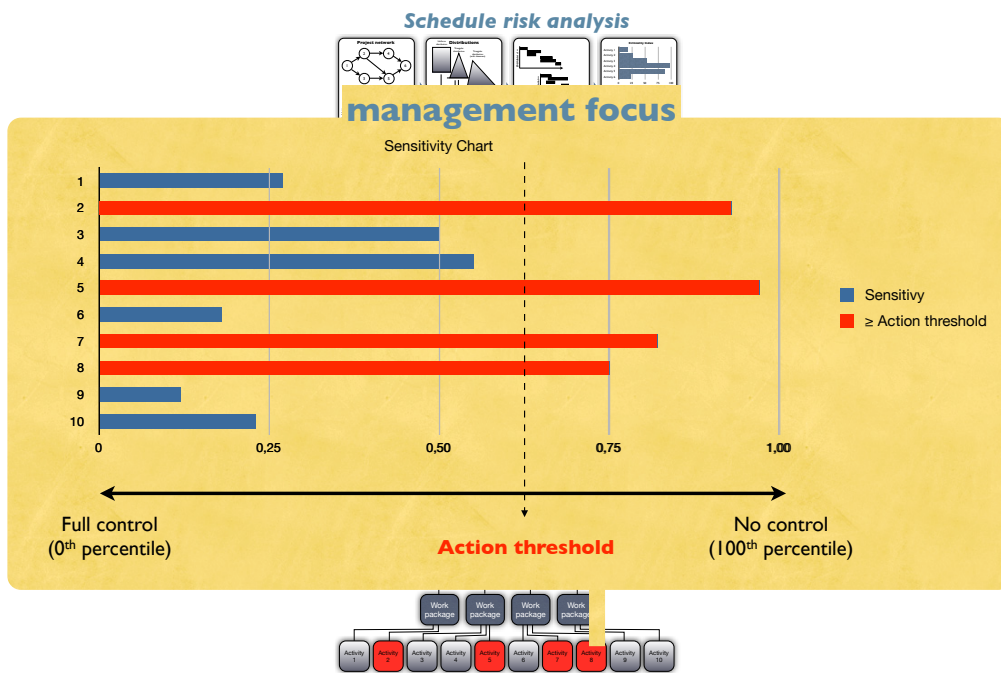 Schedule risk analysis
Project network
Distributions
management focus
Sensitivity Chart
1
2
3
4
5
6
7
8
9
10
0
0,25
0,50
0,75
1,00
Sensitivy
≥ Action threshold
Full control
(0th percentile)
No control
(100th percentile)
Action threshold
Work
package
Work
package
Work
package
Work
Activity
1
Activity
2
Activity
3
Activity
4
Activity
5
Activity
6
Activity
7
Activity
8
Activity
9
Activity
10